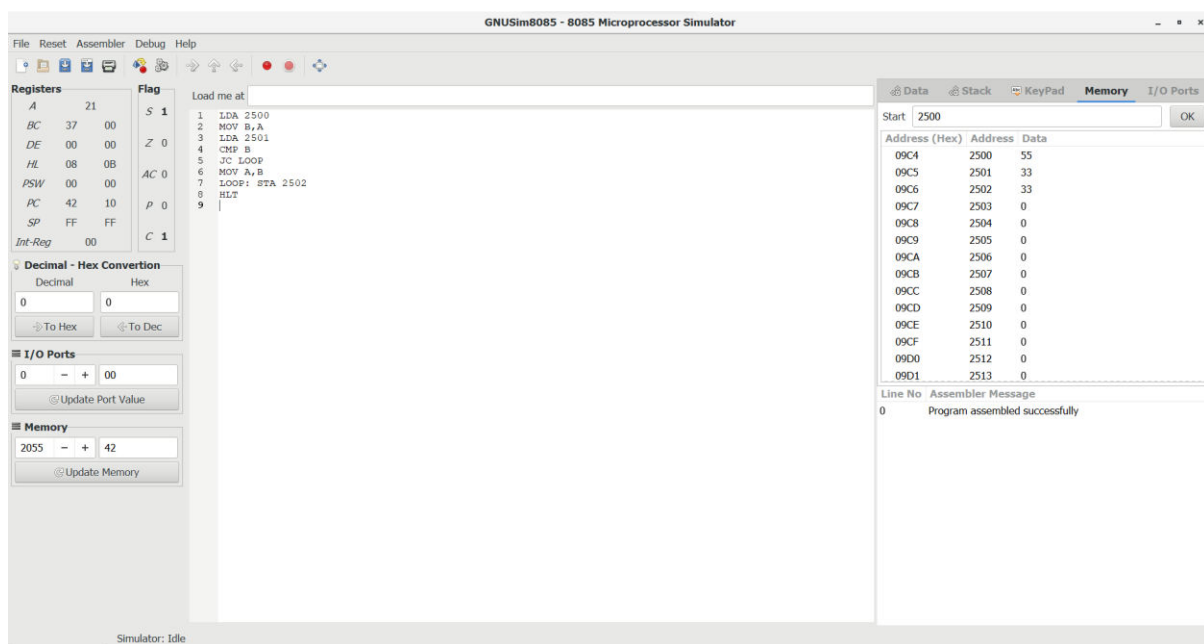 GNUSim8085 - 8085 Microprocessor Simulator
File Reset Assembler Debug Help
Registers
A 21
BC 37 00
DE 00 00
HL 08 0B
PSW 00 00
PC 42 10
SP FF FF
Int-Reg 00
Flag
S 1
Z 0
AC 0
P 0
C 1
Decimal - Hex Convertion
Decimal Hex
0 0
To Hex To Dec
I/O Ports
0 − + 00
Update Port Value
Memory
2055 − + 42
Update Memory
Load me at
1 LDA 2500
2 MOV B,A
3 LDA 2501
4 CMP B
5 JC LOOP
6 MOV A,B
7 LOOP: STA 2502
8 HLT
9
Data Stack KeyPad Memory I/O Ports
Start 2500 OK
Address (Hex) Address Data
09C4 2500 55
09C5 2501 33
09C6 2502 33
09C7 2503 0
09C8 2504 0
09C9 2505 0
09CA 2506 0
09CB 2507 0
09CC 2508 0
09CD 2509 0
09CE 2510 0
09CF 2511 0
09D0 2512 0
09D1 2513 0
Line No Assembler Message
0 Program assembled successfully
Simulator: Idle